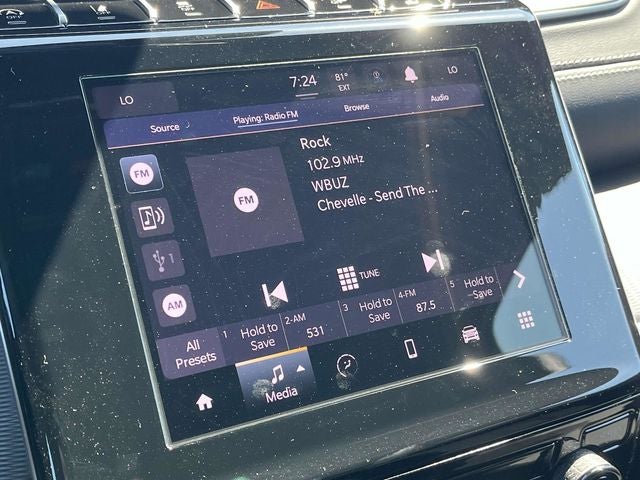 LO 7:24 81° EXT LO
Source Playing: Radio FM Browse Audio
FM
Rock
102.9 MHz
WBUZ
Chevelle - Send The ...
FM
1
AM
TUNE
All Presets
1 Hold to Save
2-AM 531
3 Hold to Save
4-FM 87.5
5 Hold to Save
Media